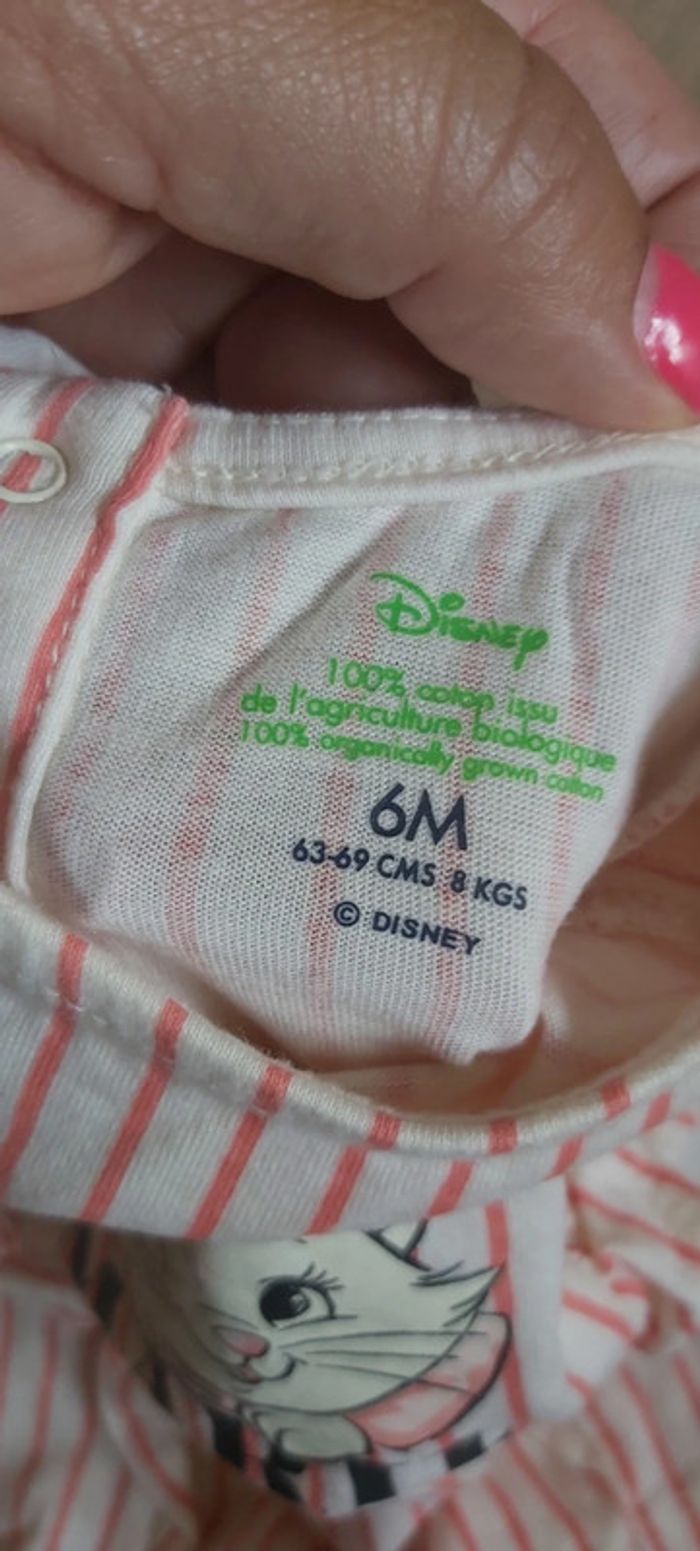 Disney
100% coton issu
de l'agriculture biologique
100% organically grown cotton
6M
63-69 CMS 8 KGS
© DISNEY